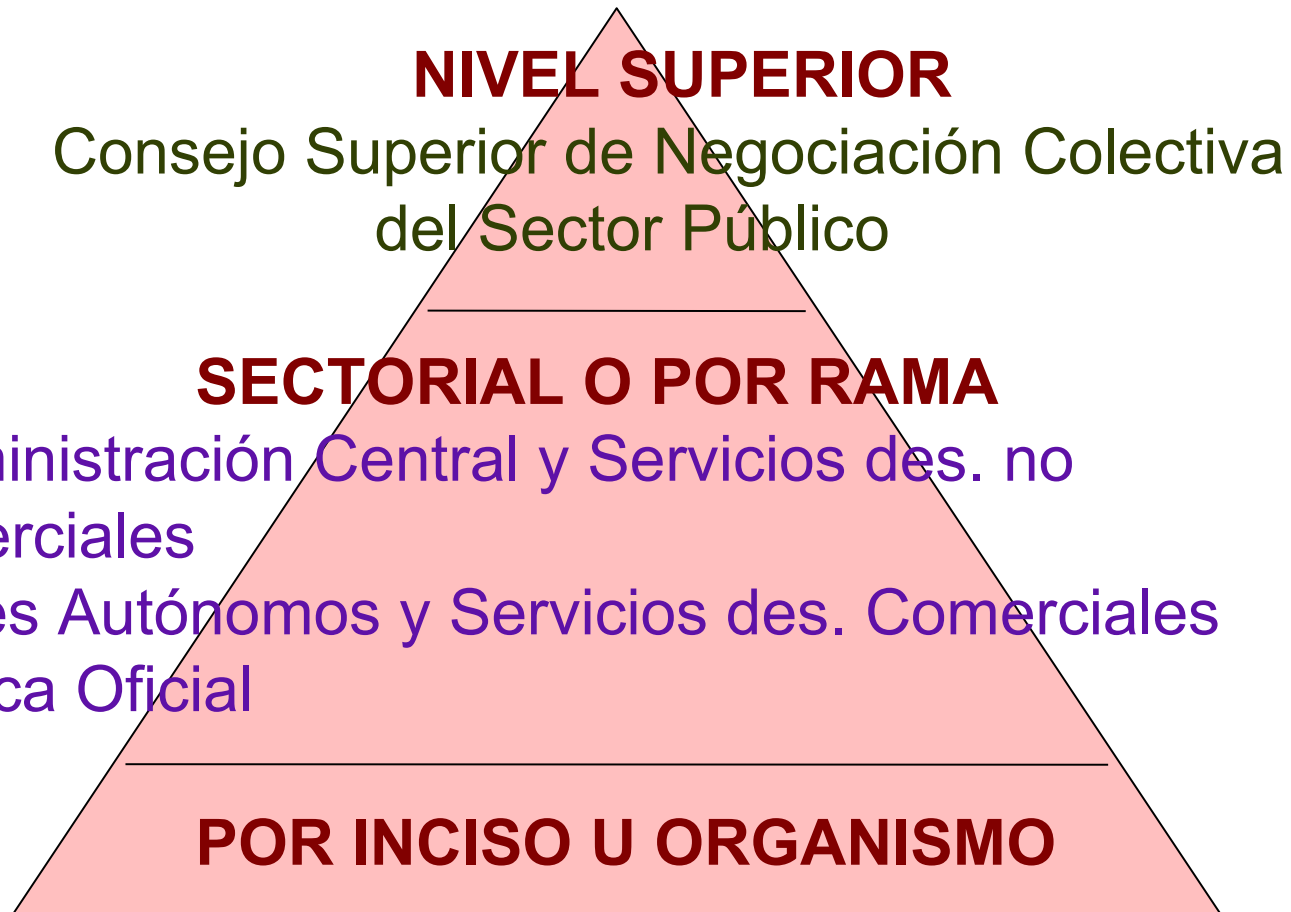 NIVEL SUPERIOR
Consejo Superior de Negociación Colectiva
del Sector Público
SECTORIAL O POR RAMA
Central y Servicios des. no
Autónomos y Servicios des. Comerciales
Oficial
POR INCISO U ORGANISMO